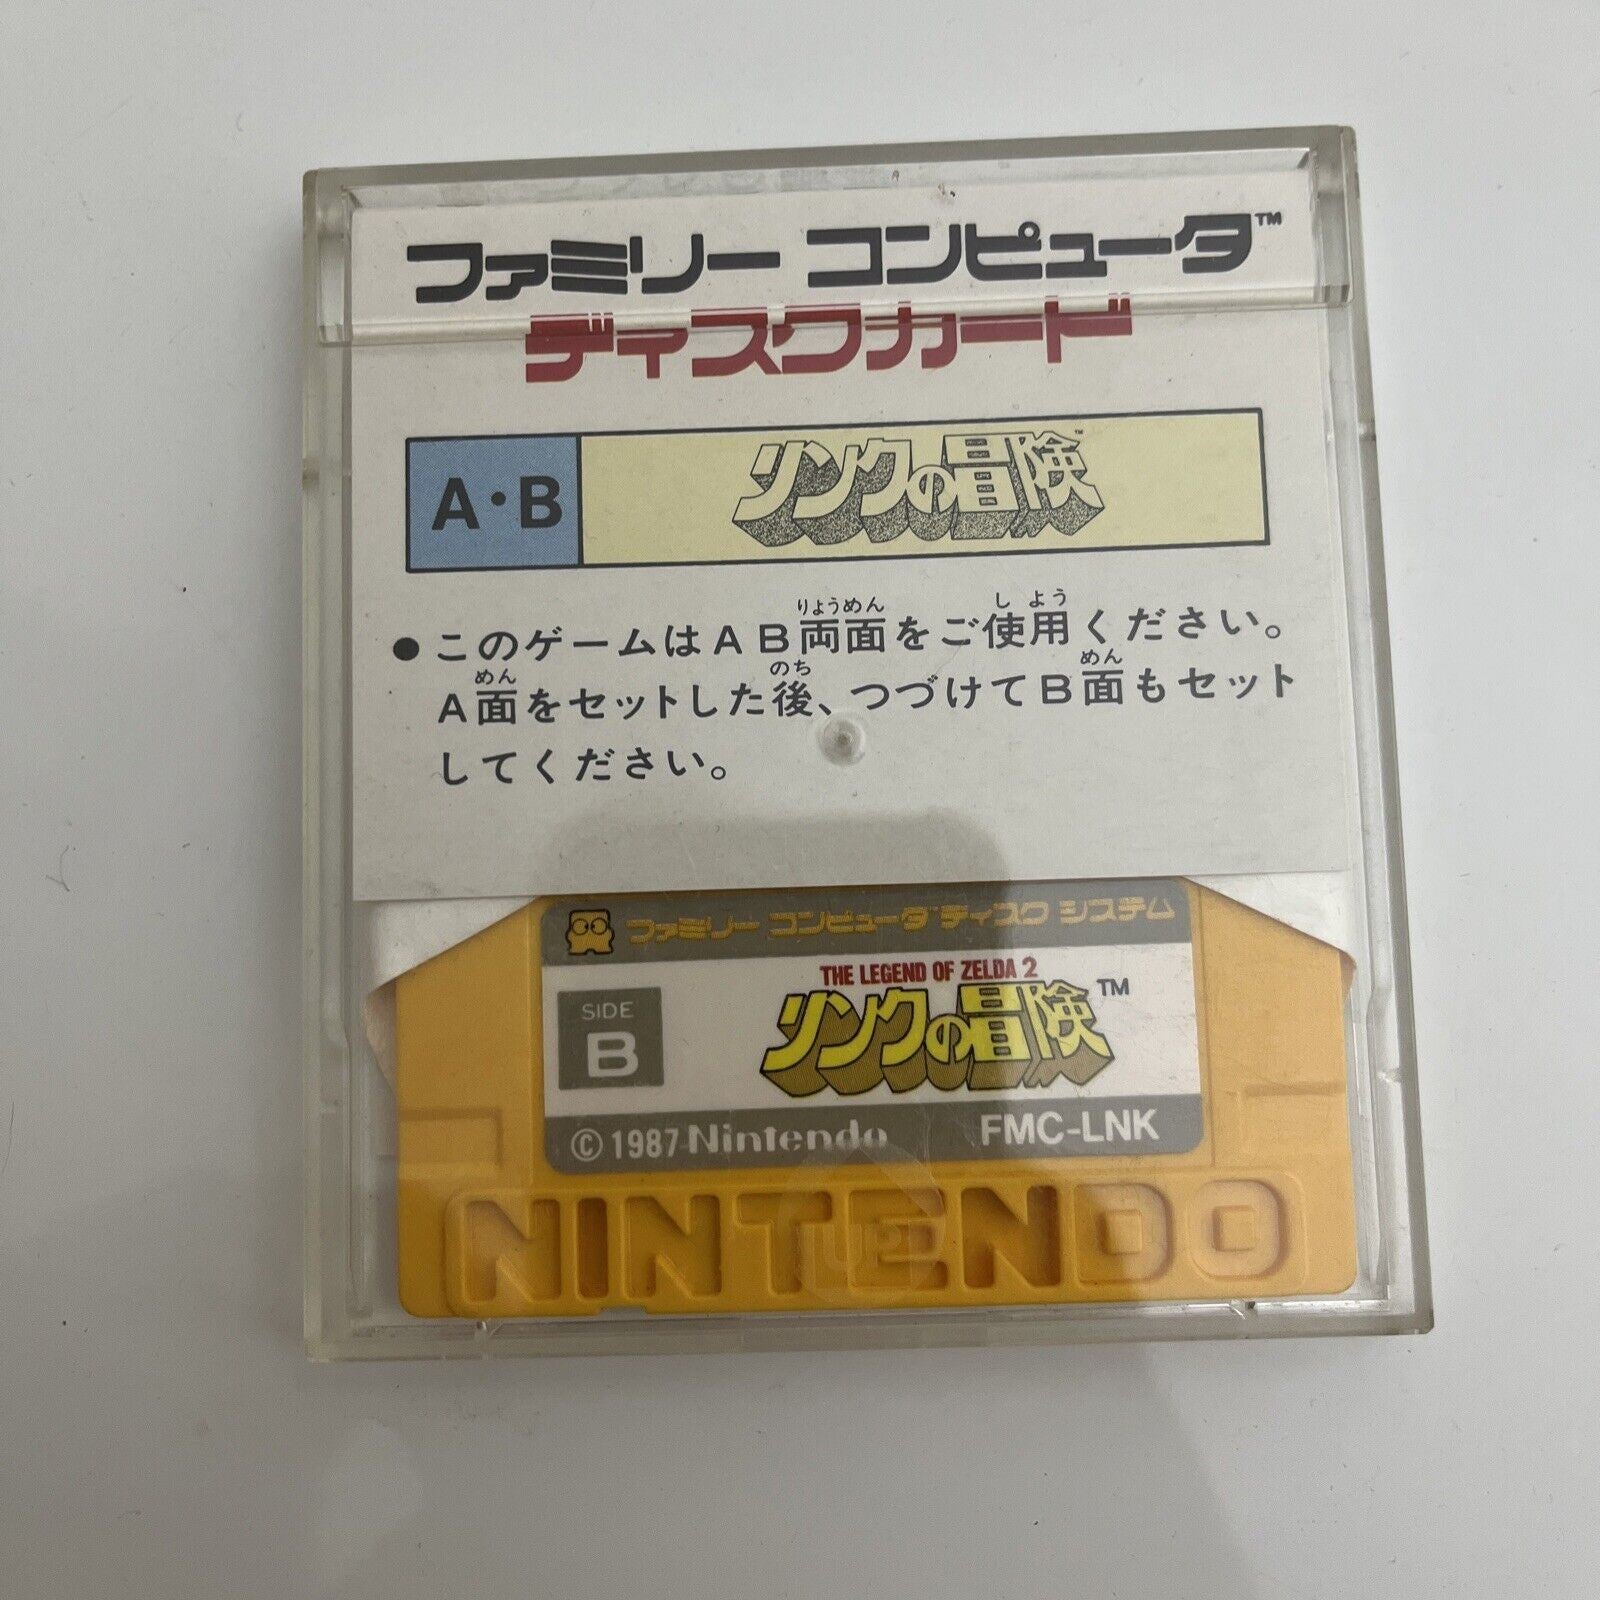 ファミリー コンピュータ™
ディスクカード
A・B
リンクの冒険™
りょうめん し よう
●このゲームはAB両面をご使用ください。
めん のち めん
A面をセットした後、つづけてB面もセット
してください。
ファミリー コンピュータ™ ディスク システム
THE LEGEND OF ZELDA 2
SIDE
B
リンクの冒険™
© 1987 Nintendo FMC-LNK
NINTENDO